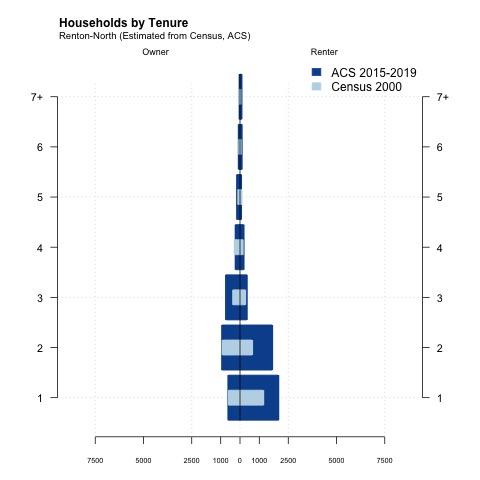 Households by Tenure
Renton-North (Estimated from Census, ACS)
Owner Renter
ACS 2015-2019
Census 2000
7+ 7+
6 6
5 5
4 4
3 3
2 2
1 1
7500 5000 2500 1000 0 1000 2500 5000 7500